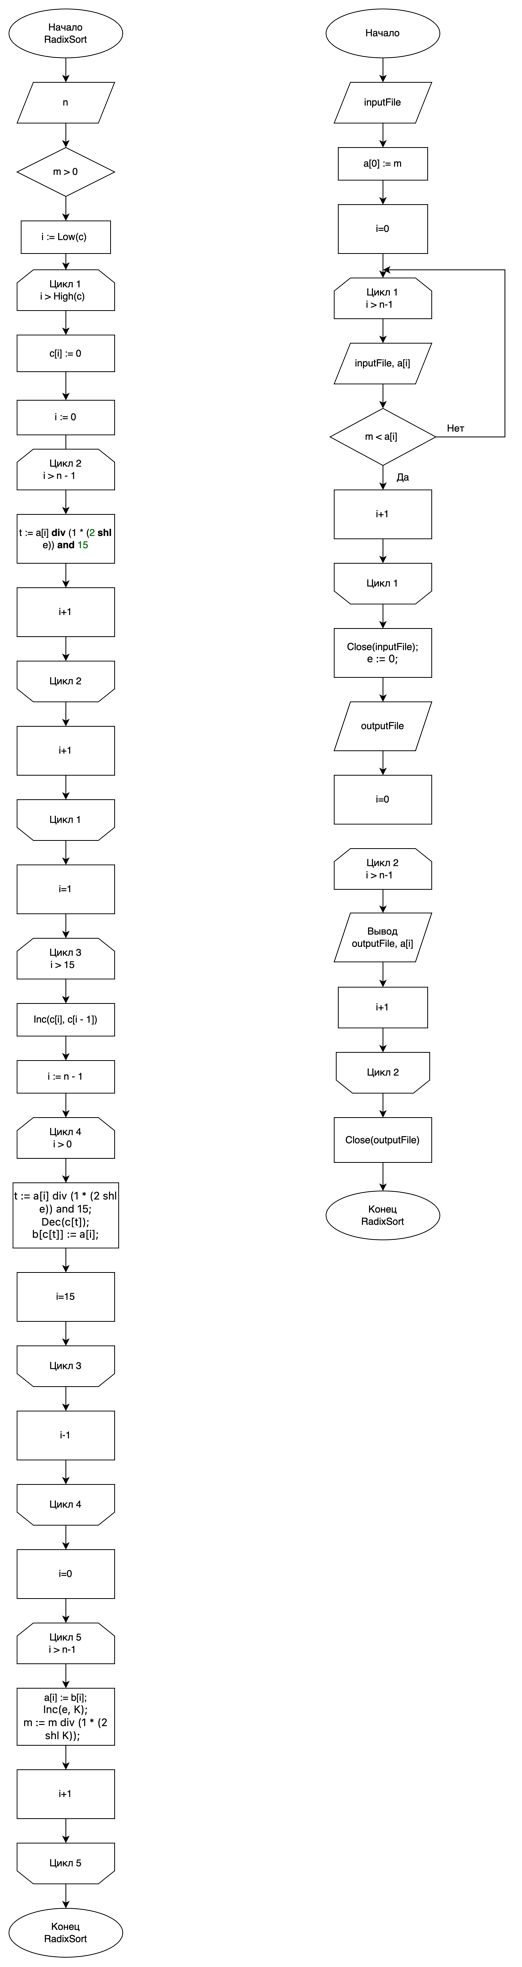 Начало
RadixSort
n
m > 0
i := Low(c)
Цикл 1
i > High(c)
c[i] := 0
i := 0
Цикл 2
i > n - 1
t := a[i] div (1 * (2 shl
e)) and 15
i+1
Цикл 2
i+1
Цикл 1
i=1
Цикл 3
i > 15
Inc(c[i], c[i - 1])
i := n - 1
Цикл 4
i > 0
t := a[i] div (1 * (2 shl
e)) and 15;
Dec(c[t]);
b[c[t]] := a[i];
i=15
Цикл 3
i-1
Цикл 4
i=0
Цикл 5
i > n-1
a[i] := b[i];
Inc(e, K);
m := m div (1 * (2
shl K));
i+1
Цикл 5
Конец
RadixSort
Начало
inputFile
a[0] := m
i=0
Цикл 1
i > n-1
inputFile, a[i]
m < a[i]
Нет
Да
i+1
Цикл 1
Close(inputFile);
e := 0;
outputFile
i=0
Цикл 2
i > n-1
Вывод
outputFile, a[i]
i+1
Цикл 2
Close(outputFile)
Конец
RadixSort